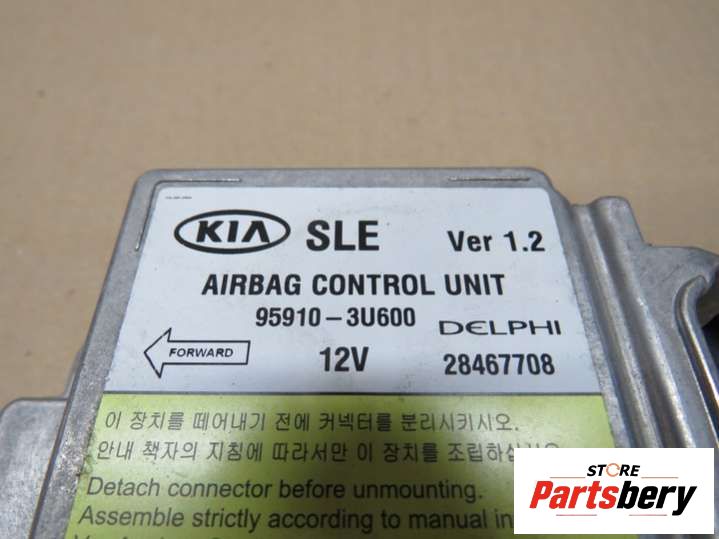 KIA SLE Ver 1.2
AIRBAG CONTROL UNIT
95910-3U600 DELPHI
FORWARD 12V 28467708
이 장치를 떼어내기 전에 커넥터를 분리시키시오.
안내 책자의 지침에 따라서만 이 장치를 조립하십시오
Detach connector before unmounting.
Assemble strictly according to manual in
STORE
Partsbery